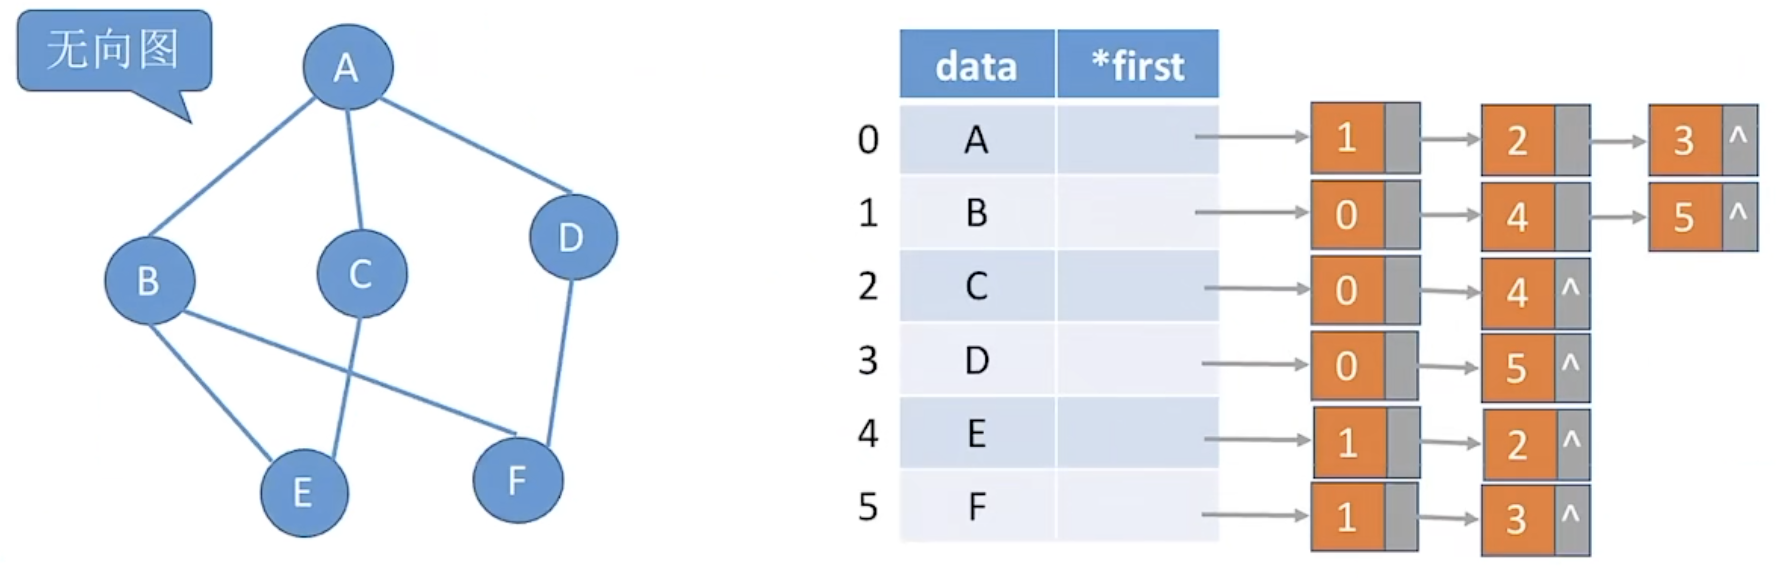 无向图
A
B
C
D
E
F
data *first
0 A 1 2 3 ^
1 B 0 4 5 ^
2 C 0 4 ^
3 D 0 5 ^
4 E 1 2 ^
5 F 1 3 ^